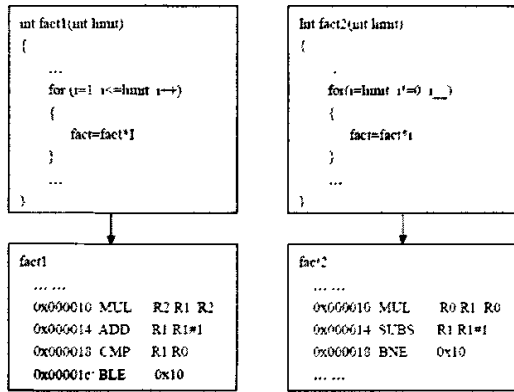 int fact1(int limit)
{
...
for (i=1 i<=limit i++)
{
fact=fact*I
}
...
}
Int fact2(int limit)
{
.
for(i=limit i!=0 i__)
{
fact=fact*i
}
...
}
fact1
... ...
0x000010 MUL R2 R1 R2
0x000014 ADD R1 R1#1
0x000018 CMP R1 R0
0x00001c BLE 0x10
fact2
... ...
0x000010 MUL R0 R1 R0
0x000014 SUBS R1 R1#1
0x000018 BNE 0x10
... ...